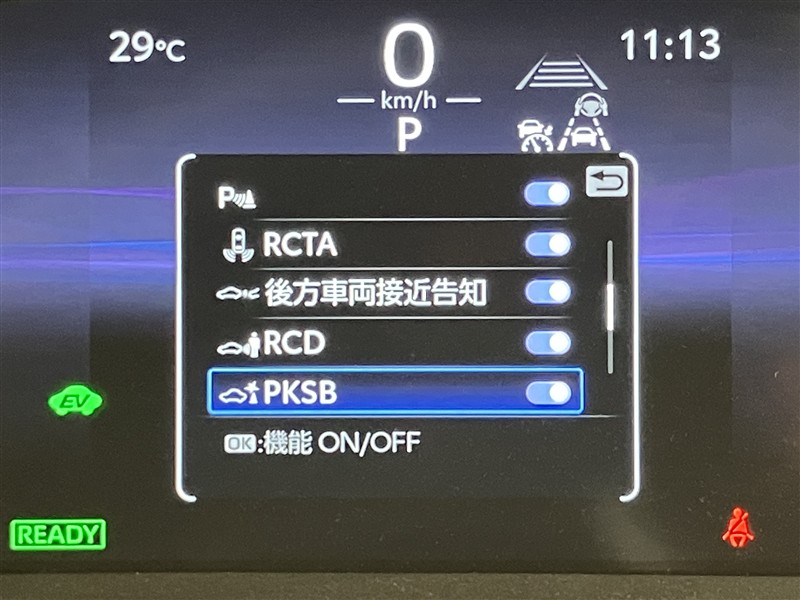 29℃
0
11:13
km/h
P
P
RCTA
後方車両接近告知
RCD
PKSB
OK:機能 ON/OFF
EV
READY